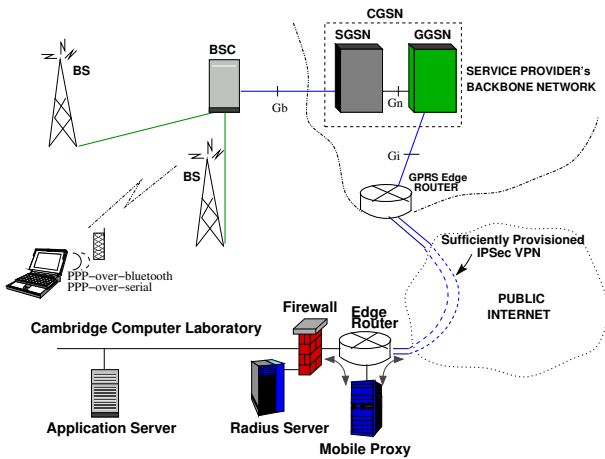 CGSN
SGSN
GGSN
BSC
BS
SERVICE PROVIDER's
BACKBONE NETWORK
Gb
Gn
Gi
BS
GPRS Edge
ROUTER
Sufficiently Provisioned
IPSec VPN
PPP-over-bluetooth
PPP-over-serial
PUBLIC
INTERNET
Firewall
Edge
Router
Cambridge Computer Laboratory
Application Server
Radius Server
Mobile Proxy